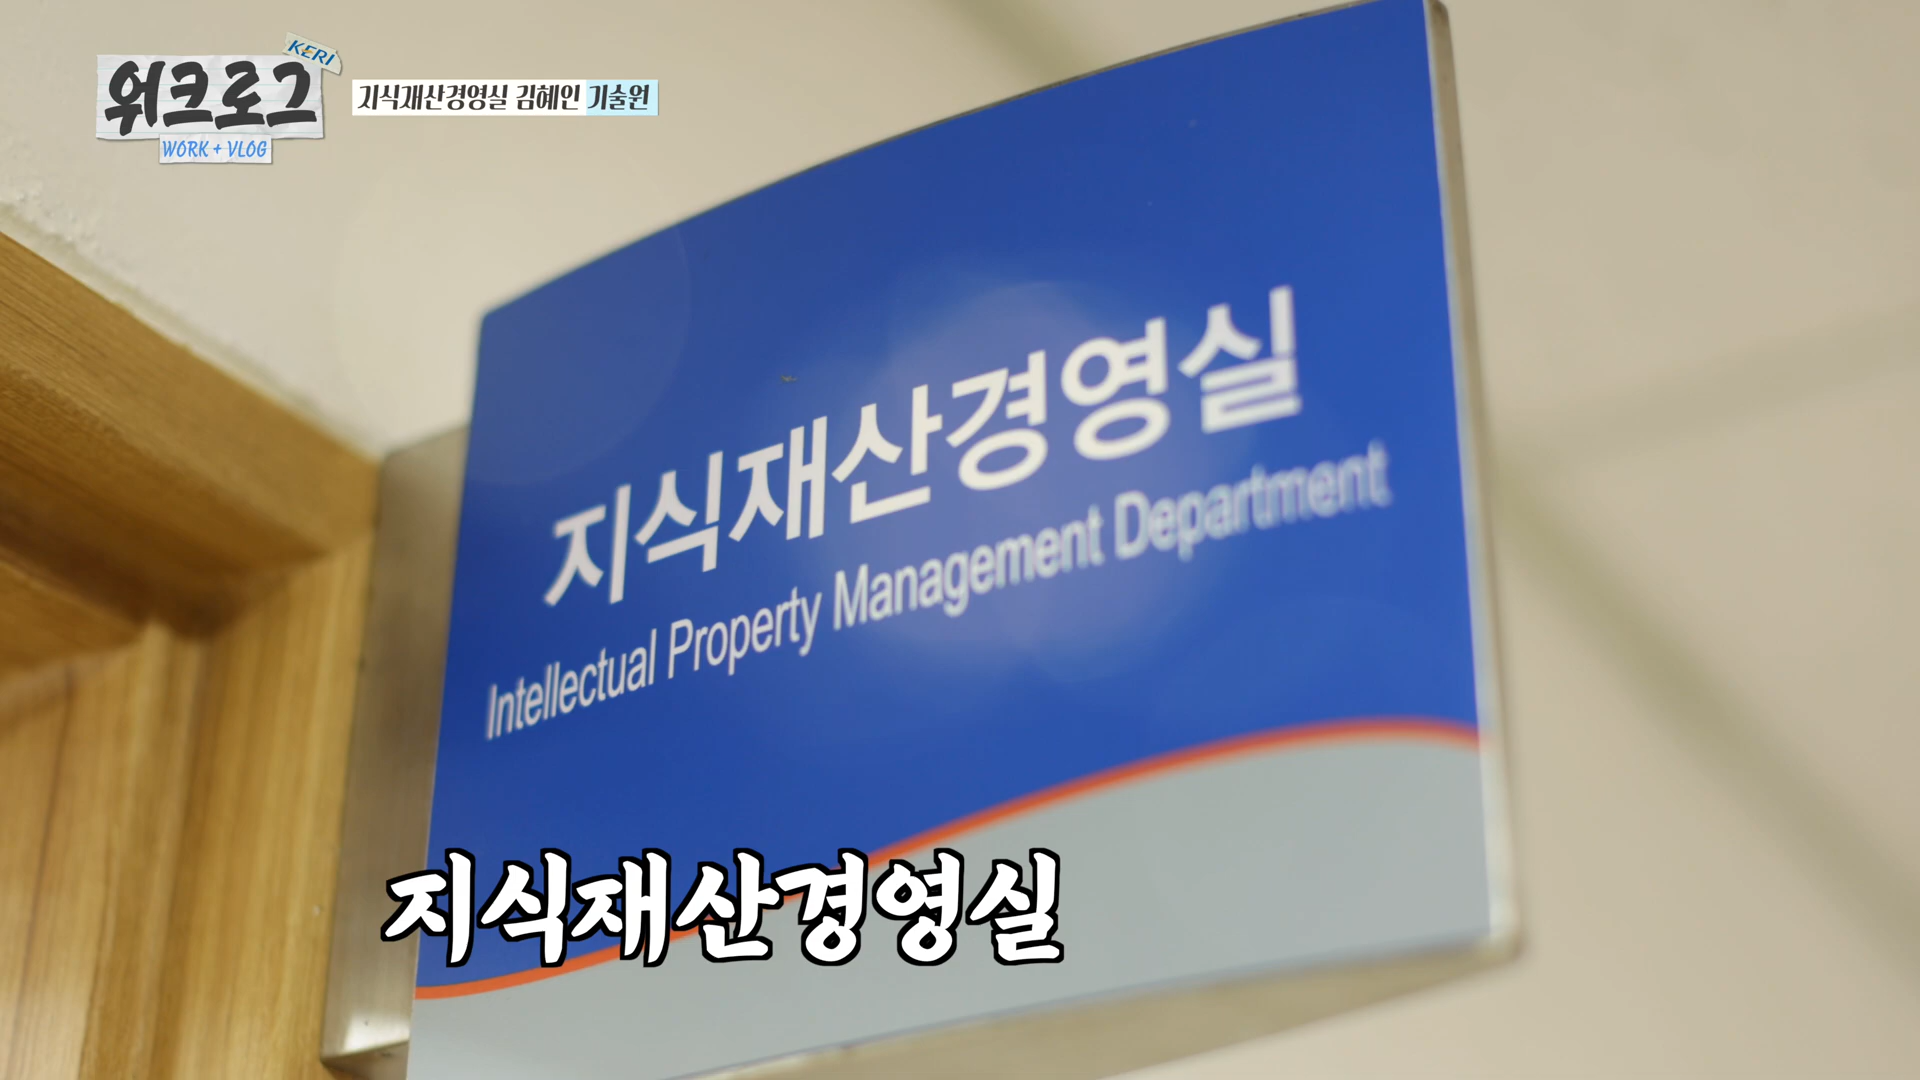 KERI
워크로그
WORK + VLOG
지식재산경영실 김혜인 기술원
지식재산경영실
Intellectual Property Management Department
지식재산경영실